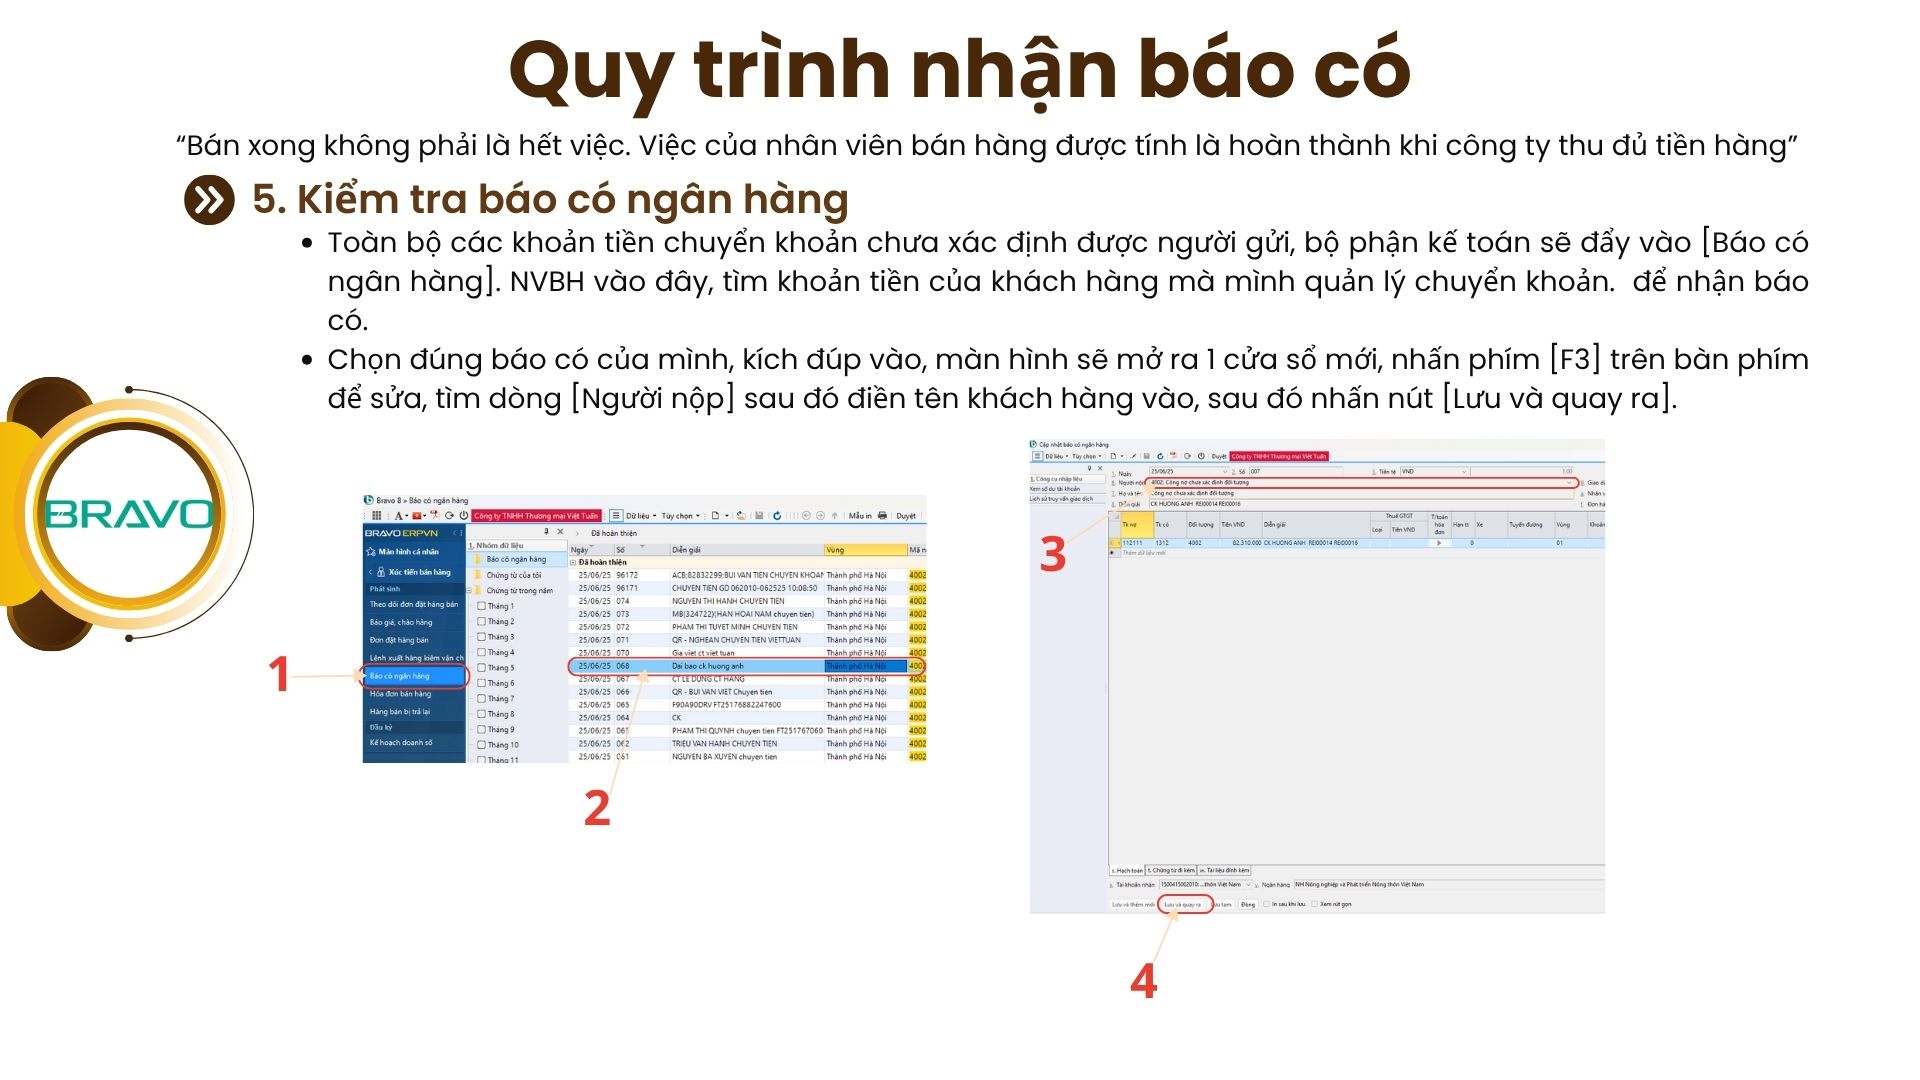 Quy trình nhận báo có
“Bán xong không phải là hết việc. Việc của nhân viên bán hàng được tính là hoàn thành khi công ty thu đủ tiền hàng”
5. Kiểm tra báo có ngân hàng
Toàn bộ các khoản tiền chuyển khoản chưa xác định được người gửi, bộ phận kế toán sẽ đẩy vào [Báo có
ngân hàng]. NVBH vào đây, tìm khoản tiền của khách hàng mà mình quản lý chuyển khoản. để nhận báo
có.
Chọn đúng báo có của mình, kích đúp vào, màn hình sẽ mở ra 1 cửa sổ mới, nhấn phím [F3] trên bàn phím
để sửa, tìm dòng [Người nộp] sau đó điền tên khách hàng vào, sau đó nhấn nút [Lưu và quay ra].
BRAVO
Bravo 8 » Báo có ngân hàng
Công ty TNHH Thương mại Việt Tuấn Dữ liệu Tùy chọn Mẫu in Duyệt
BRAVO ERPVN
Màn hình cá nhân
Xúc tiến bán hàng
Phát sinh
Theo dõi đơn đặt hàng bán
Báo giá, chào hàng
Đơn đặt hàng bán
Lệnh xuất hàng kiêm vận ch
Báo có ngân hàng
Hóa đơn bán hàng
Hàng bán bị trả lại
Đầu kỳ
Kế hoạch doanh số
1. Nhóm dữ liệu
Báo có ngân hàng
Chứng từ của tôi
Chứng từ trong năm
Tháng 1
Tháng 2
Tháng 3
Tháng 4
Tháng 5
Tháng 6
Tháng 7
Tháng 8
Tháng 9
Tháng 10
Tháng 11
Đã hoàn thiện
Ngày Số Diễn giải Vùng Mã n
Đã hoàn thiện
25/06/25 96172 ACB;82832299;BUI VAN TIEN CHUYEN KHOAN Thành phố Hà Nội 4002
25/06/25 96171 CHUYEN TIEN GD 062010-062525 10:08:50 Thành phố Hà Nội 4002
25/06/25 074 NGUYEN THI HANH CHUYEN TIEN Thành phố Hà Nội 4002
25/06/25 073 MB(324722)(HAN HOAI NAM chuyen tien) Thành phố Hà Nội 4002
25/06/25 072 PHAM THI TUYET MINH CHUYEN TIEN Thành phố Hà Nội 4002
25/06/25 071 QR - NGHEAN CHUYEN TIEN VIETTUAN Thành phố Hà Nội 4002
25/06/25 070 Gia viet ct viet tuan Thành phố Hà Nội 4002
25/06/25 068 Dai bao ck huong anh Thành phố Hà Nội 4002
25/06/25 067 CT LE DUNG CT HANG Thành phố Hà Nội 4002
25/06/25 066 QR - BUI VAN VIET Chuyen tien Thành phố Hà Nội 4002
25/06/25 065 F90A90DRV FT25176882247600 Thành phố Hà Nội 4002
25/06/25 064 CK Thành phố Hà Nội 4002
25/06/25 063 PHAM THI QUYNH chuyen tien FT251767060 Thành phố Hà Nội 4002
25/06/25 062 TRIEU VAN HANH CHUYEN TIEN Thành phố Hà Nội 4002
25/06/25 061 NGUYEN BA XUYEN chuyen tien Thành phố Hà Nội 4002
1
2
Cập nhật báo có ngân hàng
Dữ liệu Tùy chọn Duyệt Công ty TNHH Thương mại Việt Tuấn
1. Công cụ nhập liệu
Xem số dư tài khoản
Lịch sử truy vấn giao dịch
Ngày 25/06/25 2. Số 007 Tiền tệ VND 1,00
Người nộp 4002: Công nợ chưa xác định đối tượng
Công nợ chưa xác định đối tượng
Diễn giải CK HUONG ANH REI00014 REI00016
Tk nợ Tk có Đối tượng Tiền VND Diễn giải Thuế GTGT Loại Tiền VND T/toán hóa đơn Hạn tt Xe Tuyến đường Vùng Khoản
112111 1312 4002 82.310.000 CK HUONG ANH REI00014 REI00016 0 01
Thêm dữ liệu mới
3
Hạch toán Chứng từ đi kèm Tài liệu đính kèm
Tài khoản nhận 1500415002010: ...thôn Việt Nam Ngân hàng NH Nông nghiệp và Phát triển Nông thôn Việt Nam
Lưu và thêm mới Lưu và quay ra Lưu tạm Đóng In sau khi lưu Xem rút gọn
4